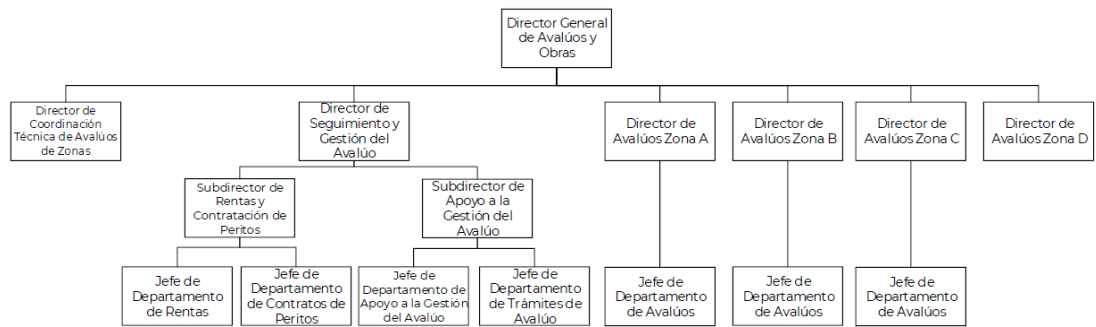 Director General
de Avalúos y
Obras
Director de
Coordinación
Técnica de Avalúos
de Zonas
Director de
Seguimiento y
Gestión del
Avalúo
Director de
Avalúos Zona A
Director de
Avalúos Zona B
Director de
Avalúos Zona C
Director de
Avalúos Zona D
Subdirector de
Rentas y
Contratación de
Peritos
Subdirector de
Apoyo a la
Gestión del
Avalúo
Jefe de
Departamento
de Rentas
Jefe de
Departamento
de Contratos de
Peritos
Jefe de
Departamento de
Apoyo a la Gestión
del Avalúo
Jefe de
Departamento
de Trámites de
Avalúo
Jefe de
Departamento
de Avalúos
Jefe de
Departamento
de Avalúos
Jefe de
Departamento
de Avalúos